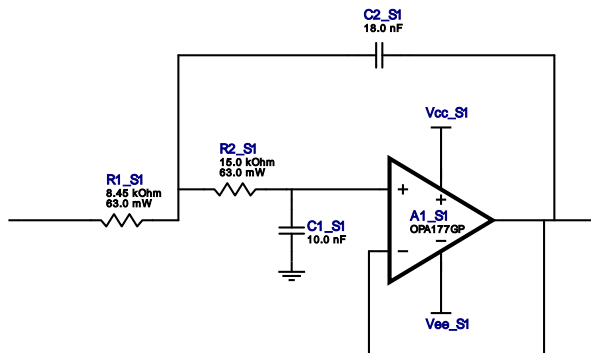 C2_S1
18.0 nF
Vcc_S1
R2_S1
15.0 kOhm
63.0 mW
R1_S1
8.45 kOhm
63.0 mW
+
+
A1_S1
OPA177GP
C1_S1
10.0 nF
−
−
Vee_S1